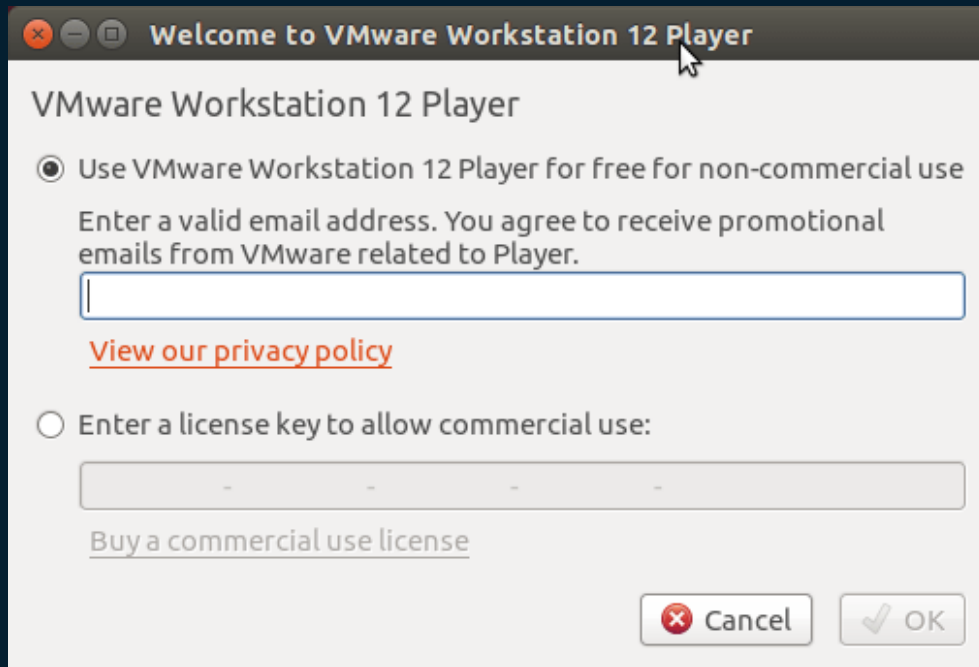 Welcome to VMware Workstation 12 Player
VMware Workstation 12 Player
Use VMware Workstation 12 Player for free for non-commercial use
Enter a valid email address. You agree to receive promotional
emails from VMware related to Player.
View our privacy policy
Enter a license key to allow commercial use:
- - - -
Buy a commercial use license
Cancel OK